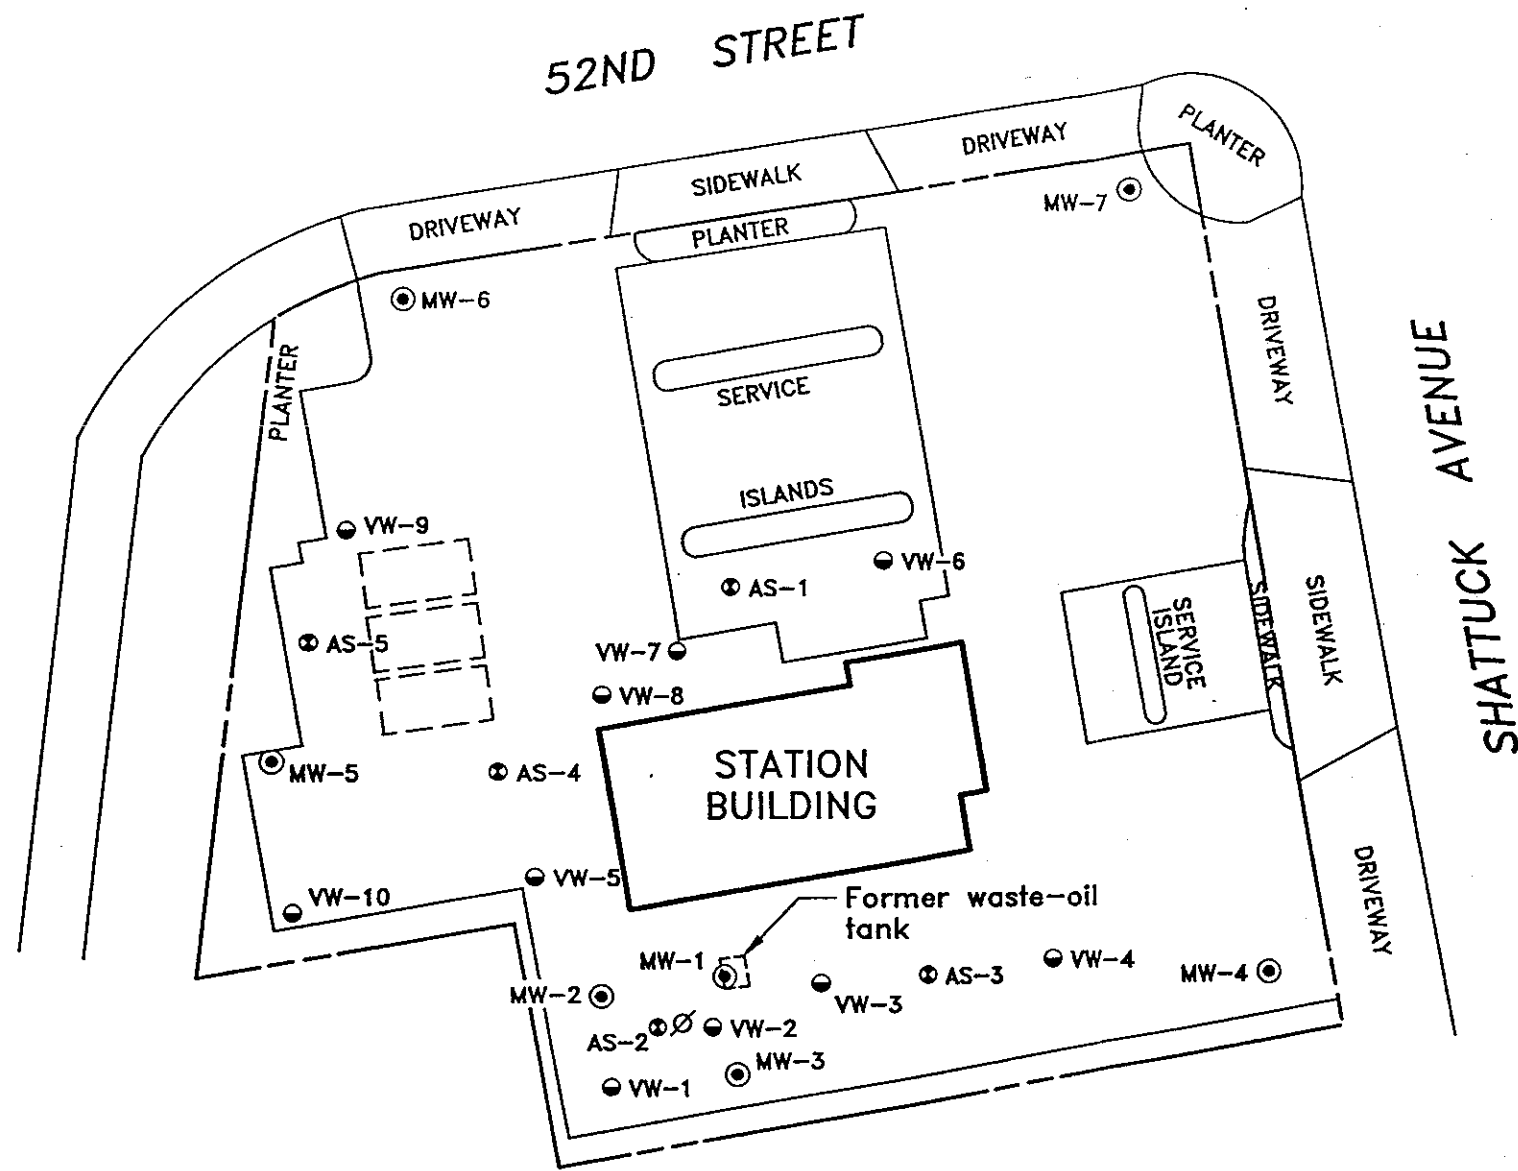 52ND STREET
DRIVEWAY
SIDEWALK
DRIVEWAY
PLANTER
PLANTER
MW-7
MW-6
PLANTER
DRIVEWAY
SHATTUCK AVENUE
SERVICE
ISLANDS
VW-9
VW-6
AS-1
AS-5
VW-7
VW-8
SERVICE
ISLAND
SIDEWALK
SIDEWALK
MW-5
AS-4
STATION
BUILDING
VW-5
VW-10
Former waste-oil
tank
DRIVEWAY
MW-1
MW-2
VW-3
AS-3
VW-4
MW-4
AS-2
VW-2
MW-3
VW-1